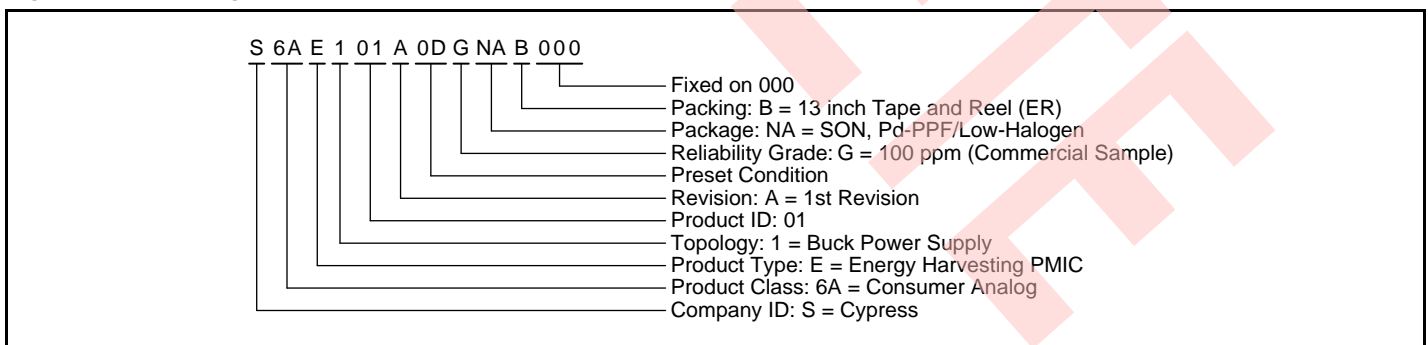 S 6A E 1 01 A 0D G NA B 000
Fixed on 000
Packing: B = 13 inch Tape and Reel (ER)
Package: NA = SON, Pd-PPF/Low-Halogen
Reliability Grade: G = 100 ppm (Commercial Sample)
Preset Condition
Revision: A = 1st Revision
Product ID: 01
Topology: 1 = Buck Power Supply
Product Type: E = Energy Harvesting PMIC
Product Class: 6A = Consumer Analog
Company ID: S = Cypress